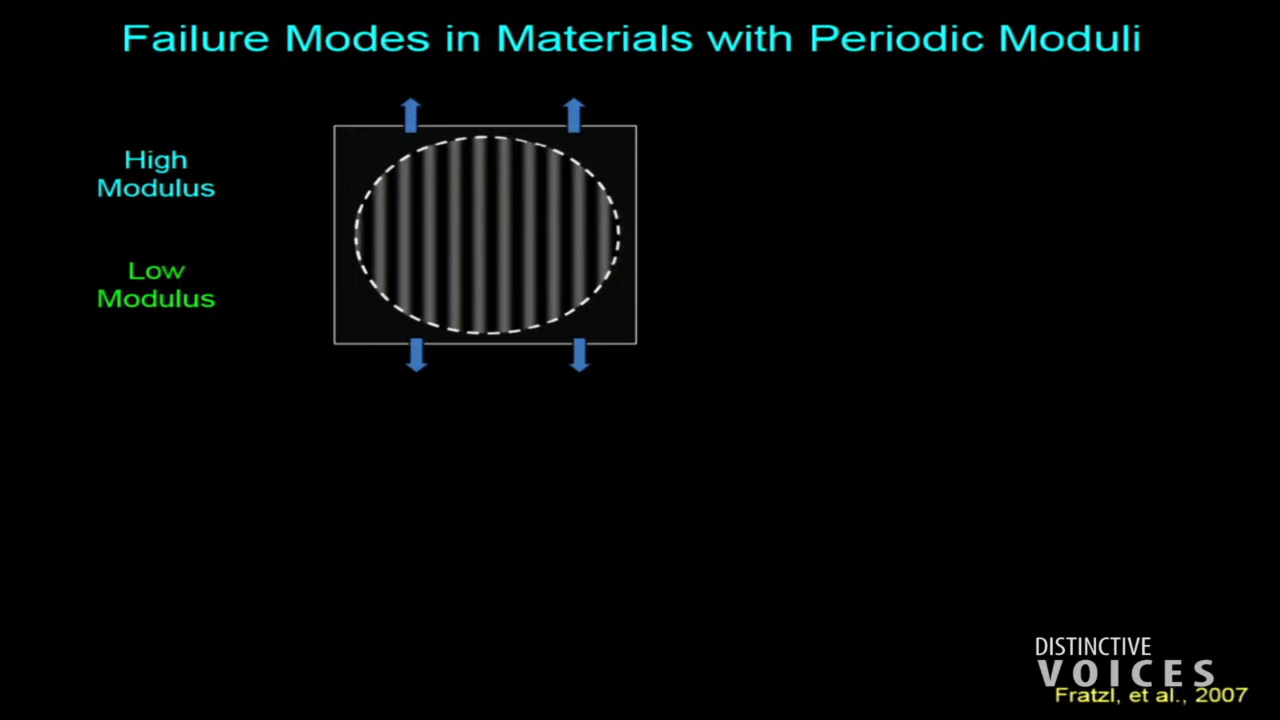 Failure Modes in Materials with Periodic Moduli
High
Modulus
Low
Modulus
DISTINCTIVE
VOICES
Fratzl, et al., 2007